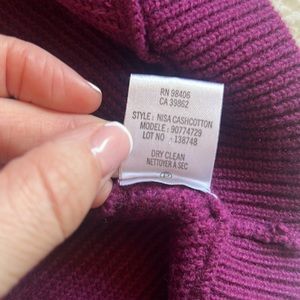 RN 98406
CA 39862
STYLE : NISA CASHCOTTON
MODELE : 90774729
LOT NO : 138748
DRY CLEAN
NETTOYER À SEC